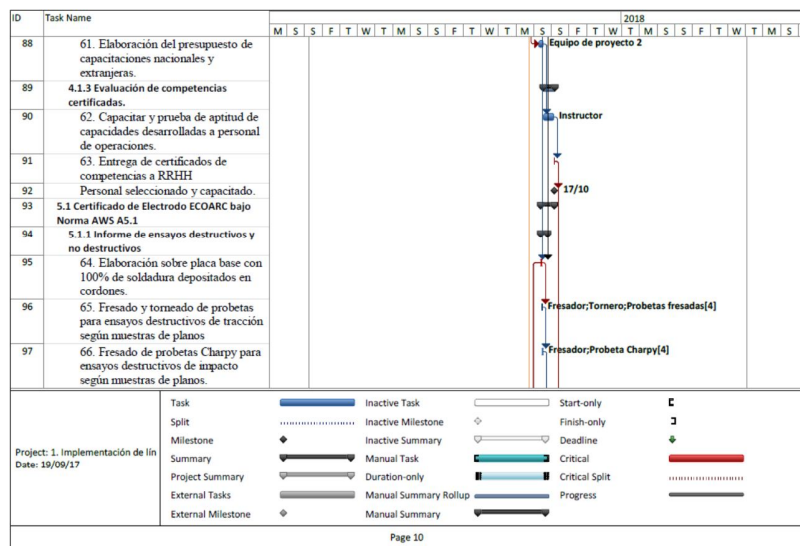 ID Task Name 2018
M S S F T W T M S S F T W T M S S F T W T M S S F T W T M S
88 61. Elaboración del presupuesto de Equipo de proyecto 2
capacitaciones nacionales y
extranjeras.
89 4.1.3 Evaluación de competencias
certificadas.
90 62. Capacitar y prueba de aptitud de Instructor
capacidades desarrolladas a personal
de operaciones.
91 63. Entrega de certificados de
competencias a RRHH
92 Personal seleccionado y capacitado. 17/10
93 5.1 Certificado de Electrodo ECOARC bajo
Norma AWS A5.1
94 5.1.1 Informe de ensayos destructivos y
no destructivos
95 64. Elaboración sobre placa base con
100% de soldadura depositados en
cordones.
96 65. Fresado y torneado de probetas Fresador;Tornero;Probetas fresadas[4]
para ensayos destructivos de tracción
según muestras de planos
97 66. Fresado de probetas Charpy para Fresador;Probeta Charpy[4]
ensayos destructivos de impacto
según muestras de planos.
Project: 1. Implementación de lín
Date: 19/09/17
Task Inactive Task Start-only
Split Inactive Milestone Finish-only
Milestone Inactive Summary Deadline
Summary Manual Task Critical
Project Summary Duration-only Critical Split
External Tasks Manual Summary Rollup Progress
External Milestone Manual Summary
Page 10